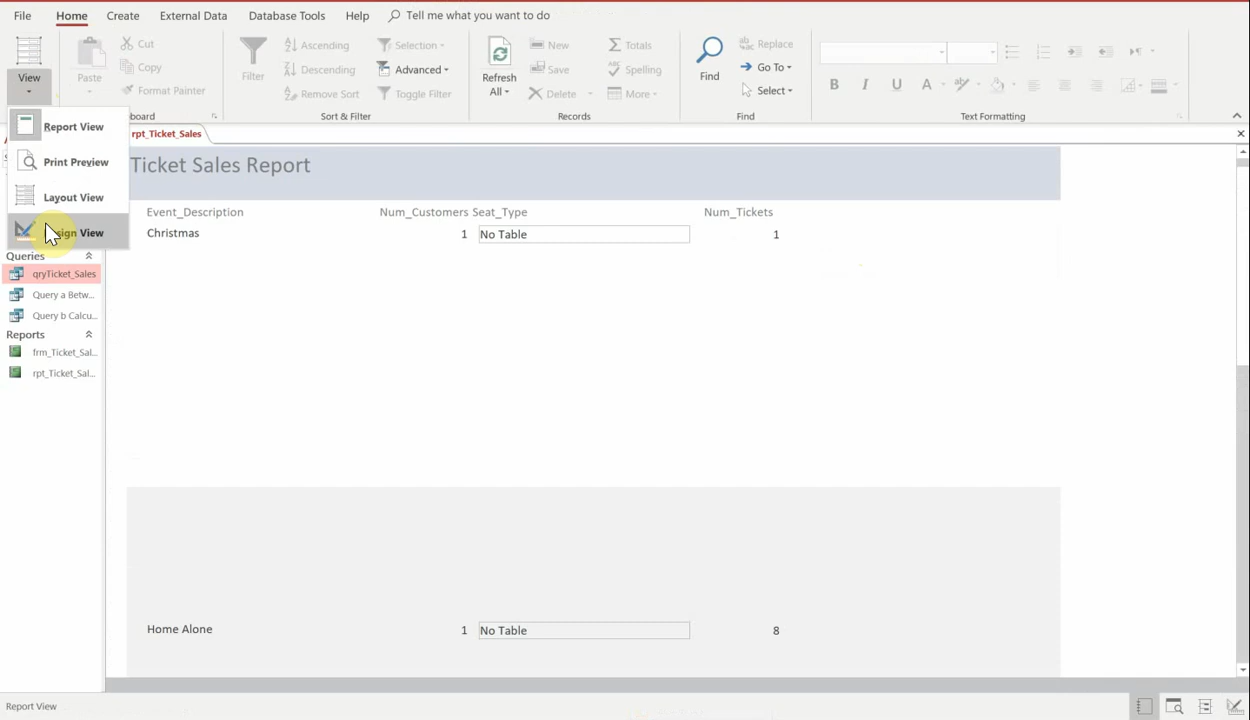 File Home Create External Data Database Tools Help Tell me what you want to do
View
Paste
Cut
Copy
Format Painter
Filter
Ascending
Descending
Remove Sort
Selection
Advanced
Toggle Filter
Sort & Filter
Refresh
All
New
Save
Delete
Totals
Spelling
More
Records
Find
Replace
Go To
Select
Find
B I U A
Text Formatting
Report View
Print Preview
Layout View
View
board
rpt_Ticket_Sales
Queries
qryTicket_Sales
Query a Betw...
Query b Calcu...
Reports
frm_Ticket_Sal...
rpt_Ticket_Sal...
Ticket Sales Report
Event_Description Num_Customers Seat_Type Num_Tickets
Christmas 1 No Table 1
Home Alone 1 No Table 8
Report View